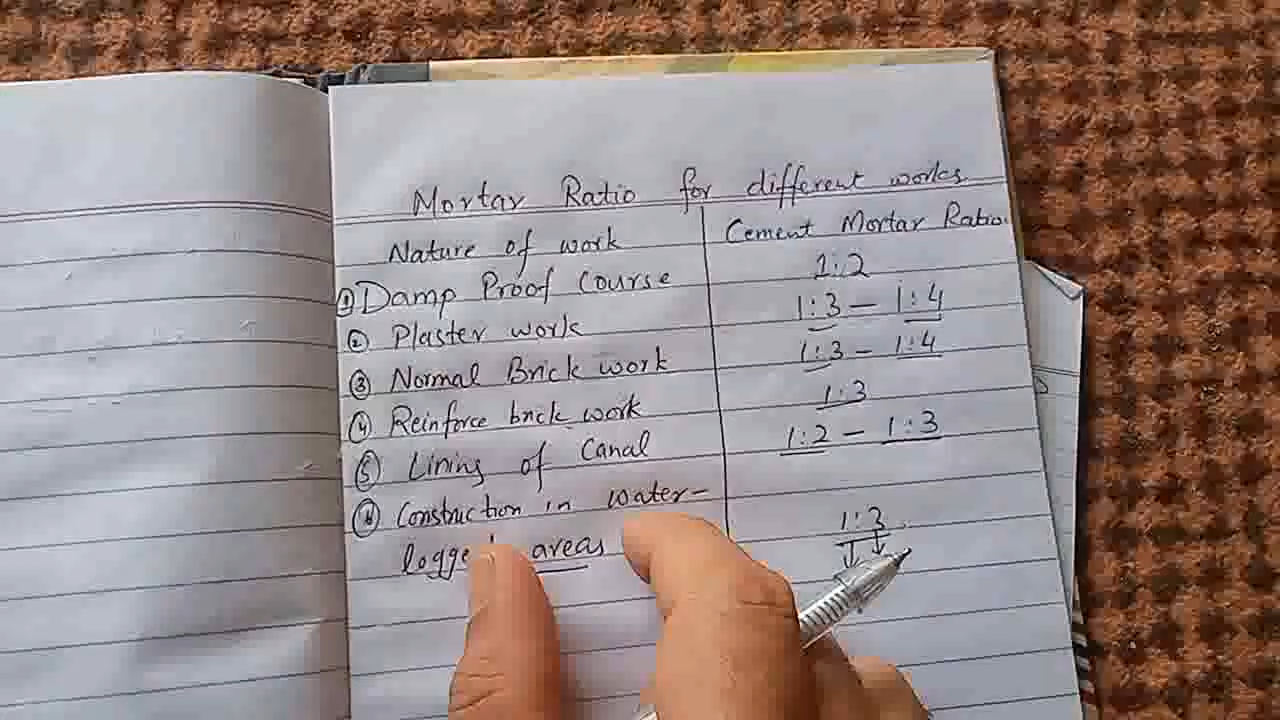 Mortar Ratio for different works
Nature of work Cement Mortar Ratio.
① Damp Proof Course 1:2
② Plaster work 1:3 – 1:4
③ Normal Brick work 1:3 – 1:4
④ Reinforce brick work 1:3
⑤ Lining of Canal 1:2 – 1:3
⑥ Construction in water-
logged areas 1:3